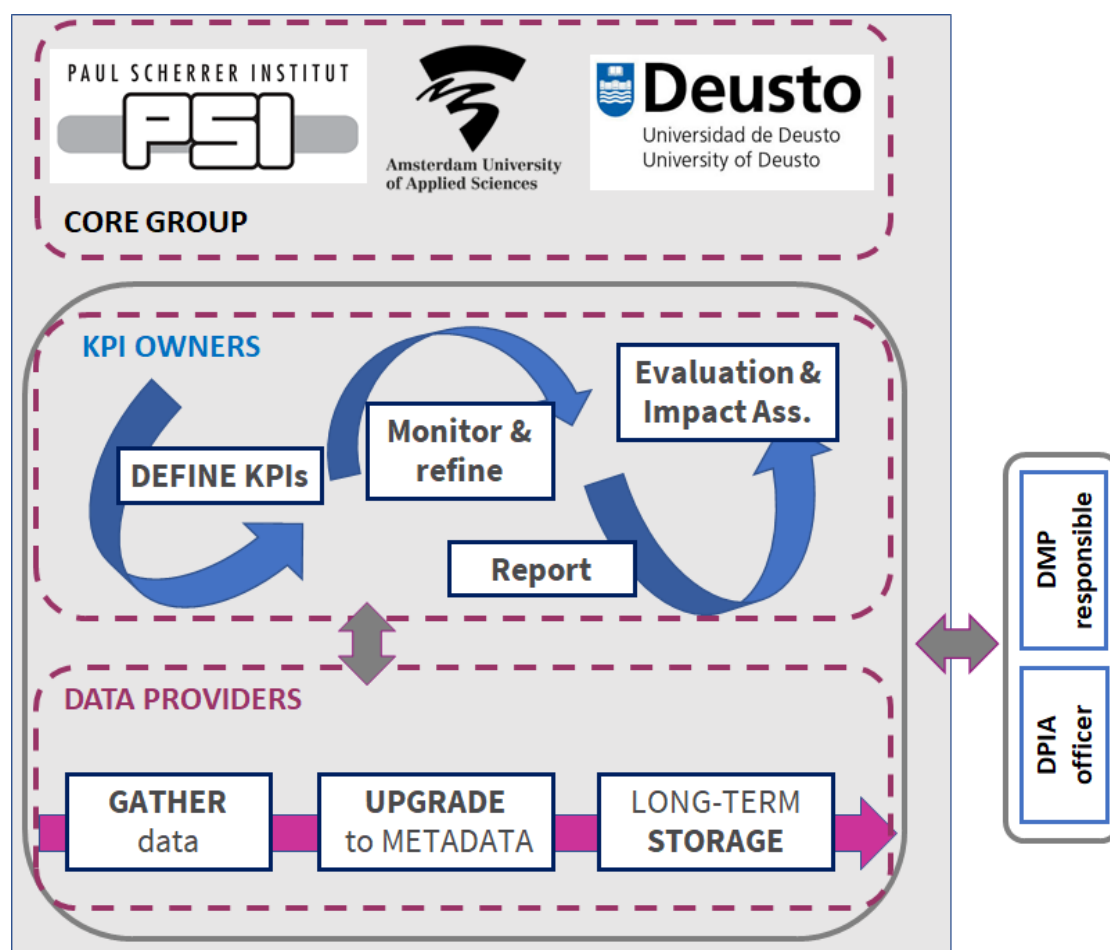 PAUL SCHERRER INSTITUT
PSI
Amsterdam University
of Applied Sciences
Deusto
Universidad de Deusto
University of Deusto
CORE GROUP
KPI OWNERS
DEFINE KPIs
Monitor &
refine
Evaluation &
Impact Ass.
Report
DATA PROVIDERS
GATHER
data
UPGRADE
to METADATA
LONG-TERM
STORAGE
DMP
responsible
DPIA
officer